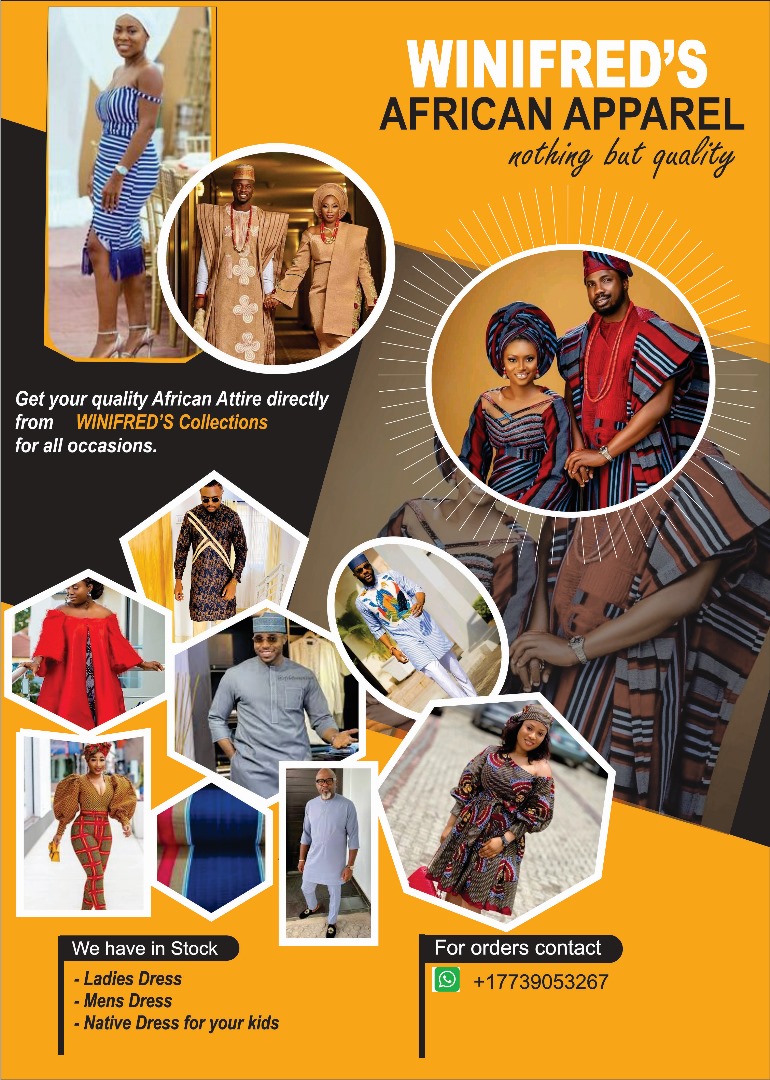 WINIFRED'S
AFRICAN APPAREL
nothing but quality
Get your quality African Attire directly
from WINIFRED'S Collections
for all occasions.
We have in Stock
- Ladies Dress
- Mens Dress
- Native Dress for your kids
For orders contact
+17739053267